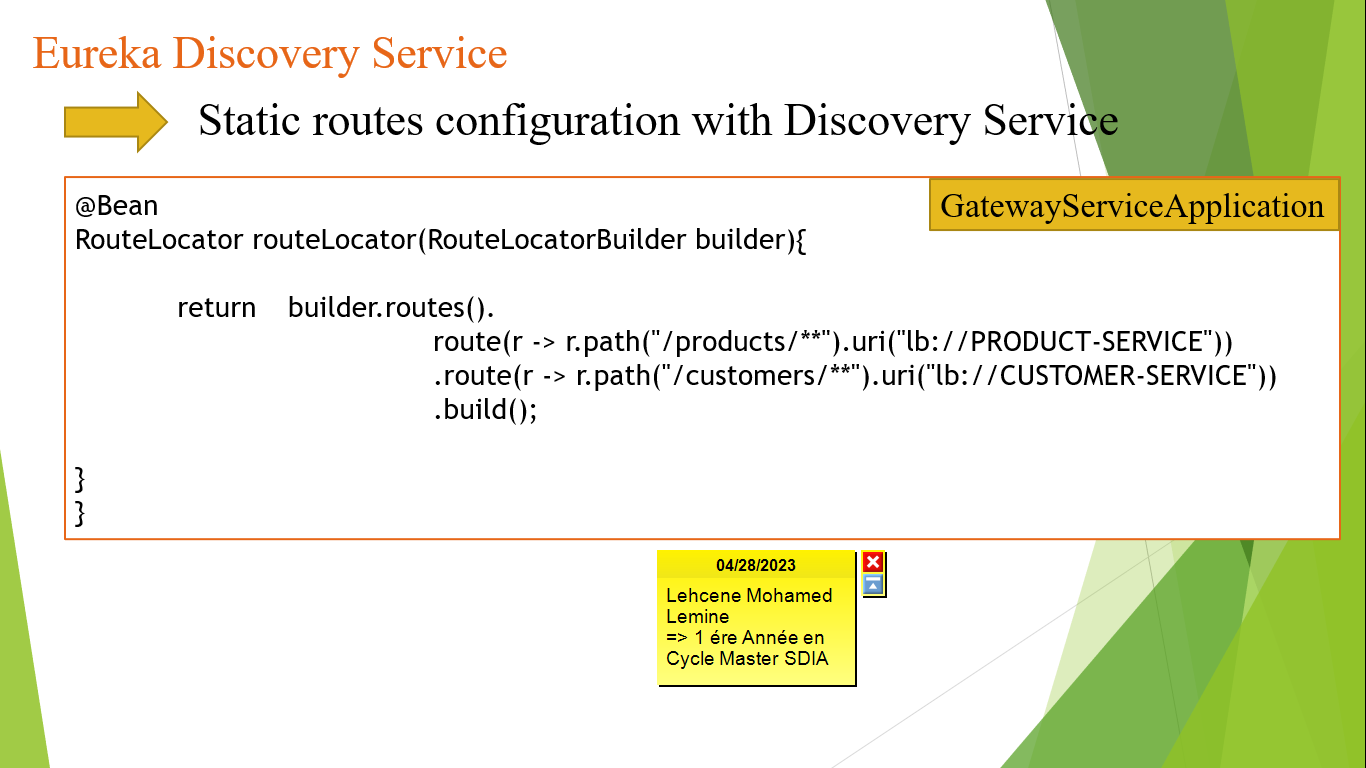 Eureka Discovery Service
Static routes configuration with Discovery Service
GatewayServiceApplication
@Bean
RouteLocator routeLocator(RouteLocatorBuilder builder){
return builder.routes().
route(r -> r.path("/products/**").uri("lb://PRODUCT-SERVICE"))
.route(r -> r.path("/customers/**").uri("lb://CUSTOMER-SERVICE"))
.build();
}
}
04/28/2023
Lehcene Mohamed
Lemine
=> 1 ére Année en
Cycle Master SDIA